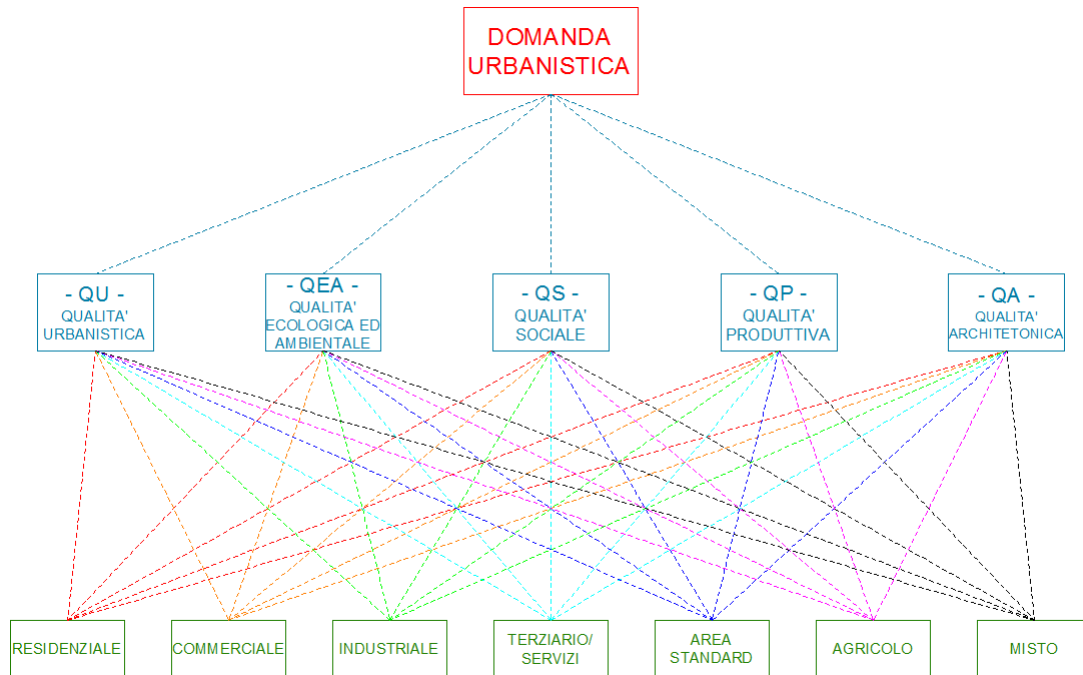 DOMANDA
URBANISTICA
- QU -
QUALITA'
URBANISTICA
- QEA -
QUALITA'
ECOLOGICA ED
AMBIENTALE
- QS -
QUALITA'
SOCIALE
- QP -
QUALITA'
PRODUTTIVA
- QA -
QUALITA'
ARCHITETONICA
RESIDENZIALE
COMMERCIALE
INDUSTRIALE
TERZIARIO/
SERVIZI
AREA
STANDARD
AGRICOLO
MISTO